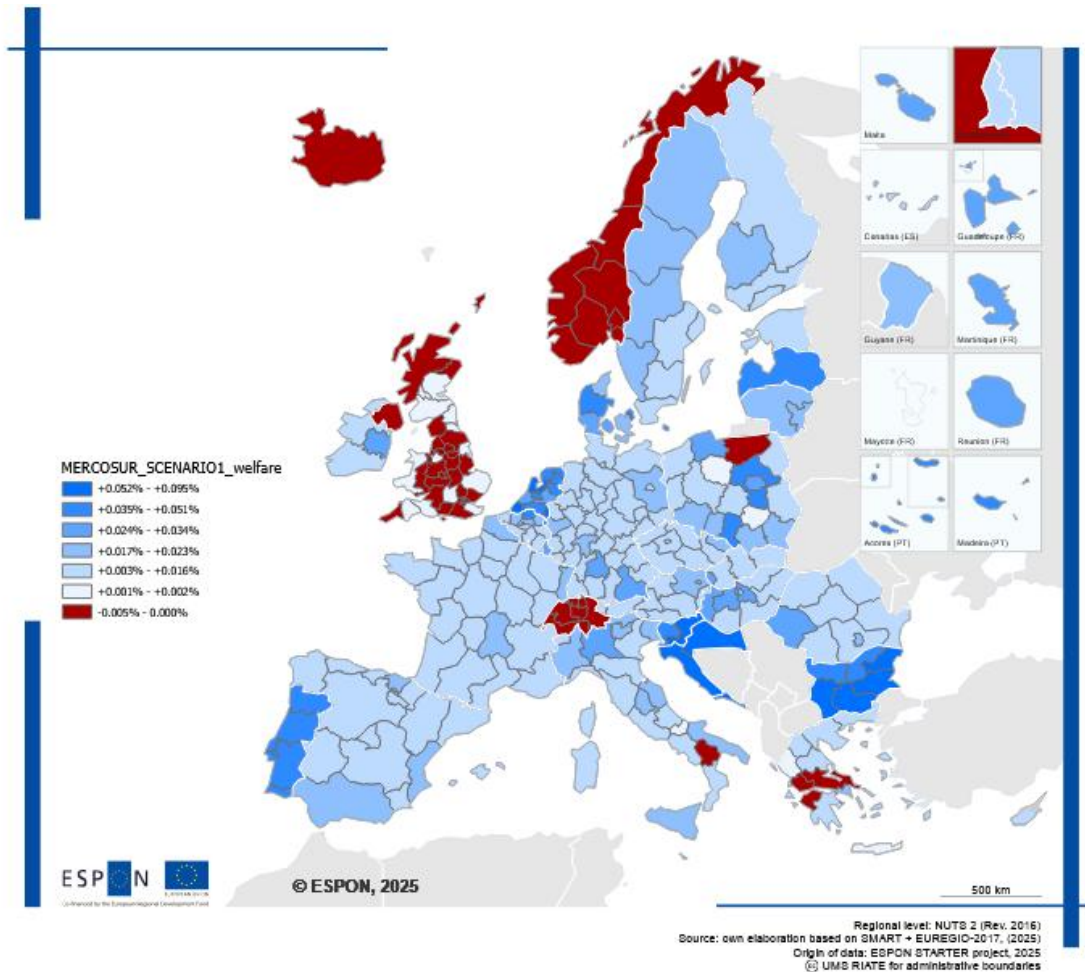 Malta
Canarias (ES)
Guadeloupe (FR)
Guyane (FR)
Martinique (FR)
Mayotte (FR)
Reunion (FR)
Acores (PT)
Madeira (PT)
MERCOSUR_SCENARIO1_welfare
+0.052% - +0.095%
+0.035% - +0.051%
+0.024% - +0.034%
+0.017% - +0.023%
+0.003% - +0.016%
+0.001% - +0.002%
-0.005% - 0.000%
ESPON
EUROPEAN UNION
Co-financed by the European Regional Development Fund
© ESPON, 2025
500 km
Regional level: NUTS 2 (Rev. 2016)
Source: own elaboration based on SMART + EUREGIO-2017, (2025)
Origin of data: ESPON STARTER project, 2025
UMS RIATE for administrative boundaries